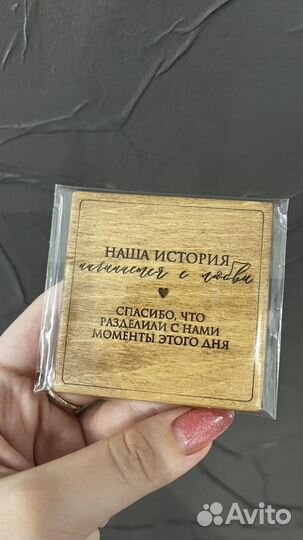 НАША ИСТОРИЯ
начинается с любви
СПАСИБО, ЧТО
РАЗДЕЛИЛИ С НАМИ
МОМЕНТЫ ЭТОГО ДНЯ
Avito